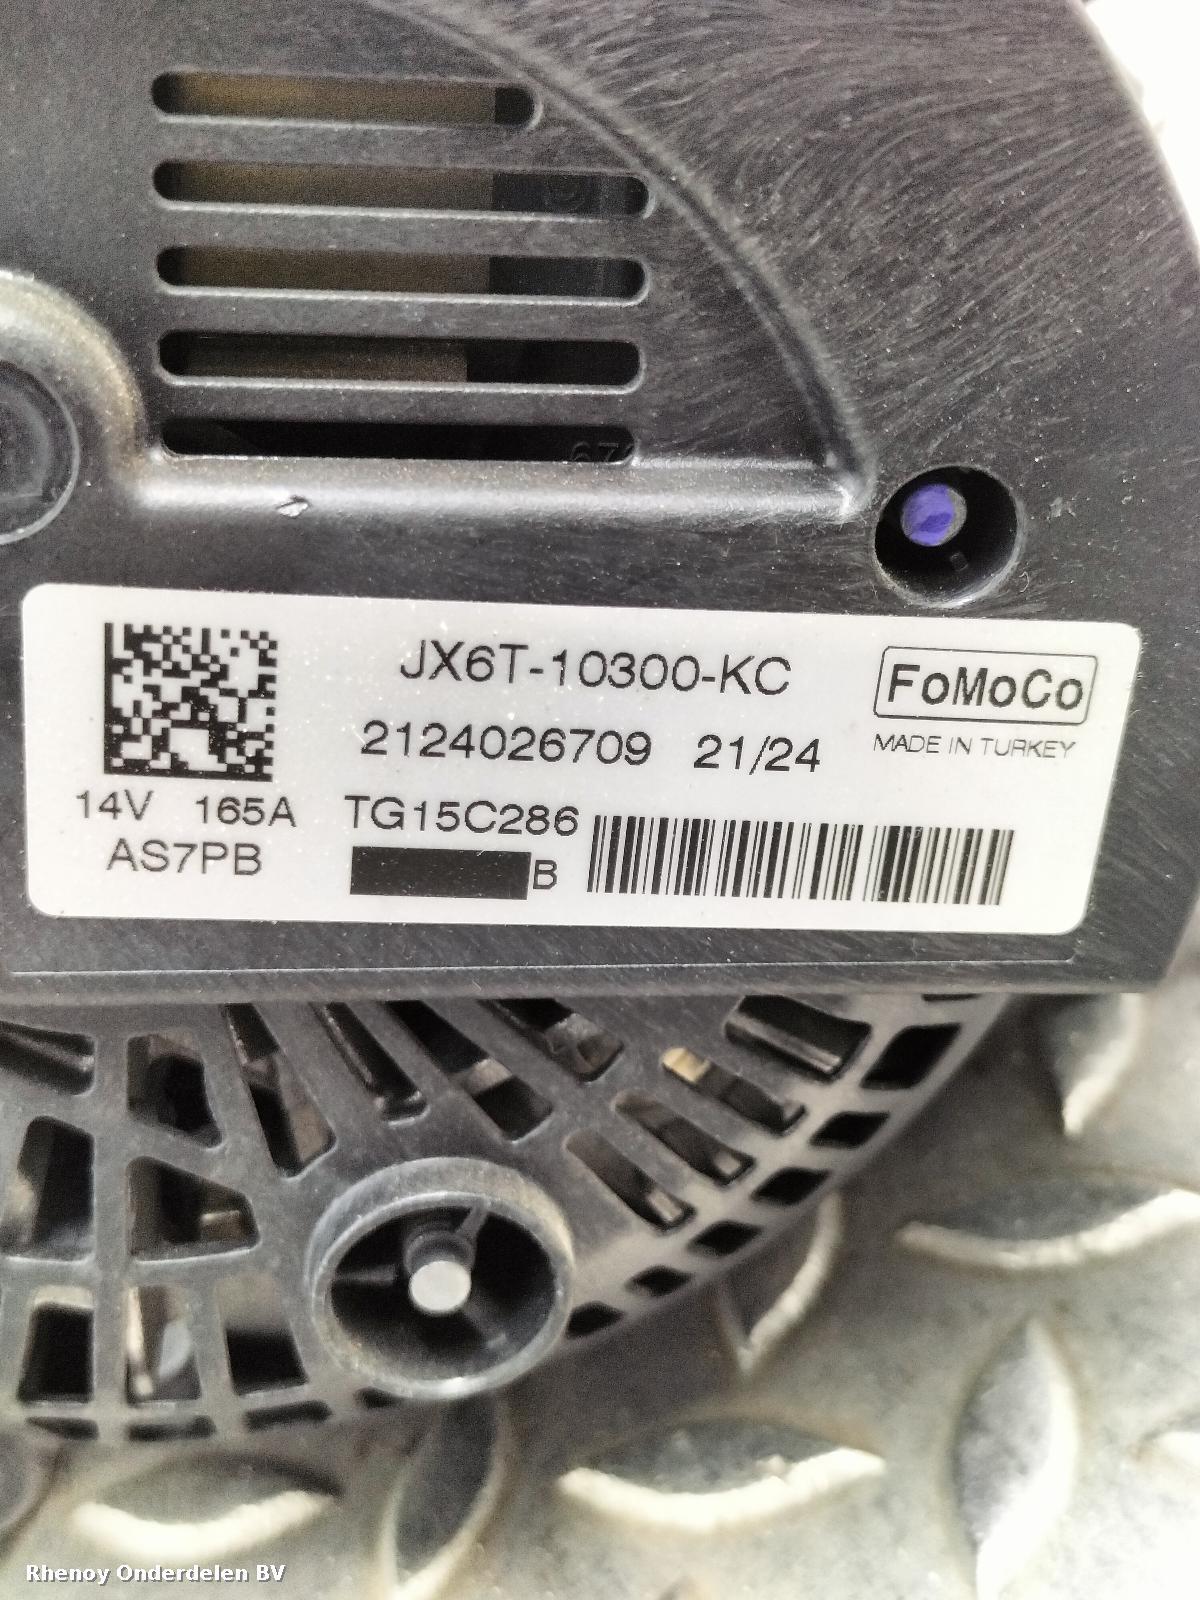 JX6T-10300-KC
FoMoCo
2124026709 21/24
MADE IN TURKEY
14V 165A TG15C286
AS7PB
B
Rhenoy Onderdelen BV